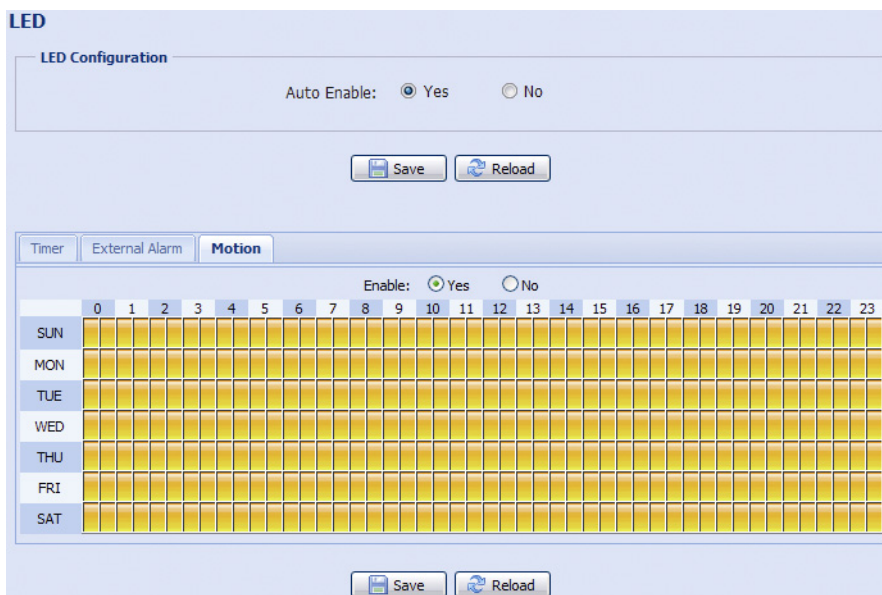 LED
LED Configuration
Auto Enable: Yes No
Save Reload
Timer External Alarm Motion
Enable: Yes No
0 1 2 3 4 5 6 7 8 9 10 11 12 13 14 15 16 17 18 19 20 21 22 23
SUN
MON
TUE
WED
THU
FRI
SAT
Save Reload